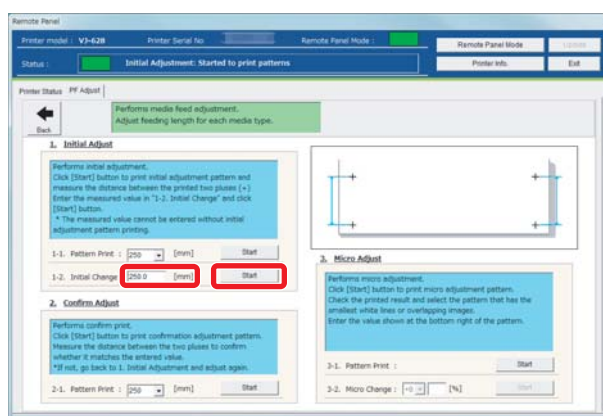 Remote Panel
Printer model : VJ-628 Printer Serial No Remote Panel Mode : Remote Panel Mode Update
Status : Initial Adjustment: Started to print patterns Printer Info. Exit
Printer Status PF Adjust
Back
Performs media feed adjustment.
Adjust feeding length for each media type.
1. Initial Adjust
Performs initial adjustment.
Click [Start] button to print initial adjustment pattern and
measure the distance between the printed two pluses (+)
Enter the measured value in "1-2. Initial Change" and click
[Start] button.
* The measured value cannot be entered without initial
adjustment pattern printing.
1-1. Pattern Print : 250 [mm] Start
1-2. Initial Change 250.0 [mm] Start
2. Confirm Adjust
Performs confirm print.
Click [Start] button to print confirmation adjustment pattern.
Measure the distance between the two pluses to confirm
whether it matches the entered value.
*If not, go back to 1. Initial Adjustment and adjust again.
2-1. Pattern Print : 250 [mm] Start
3. Micro Adjust
Performs micro adjustment.
Click [Start] button to print micro adjustment pattern.
Check the printed result and select the pattern that has the
smallest white lines or overlapping images.
Enter the value shown at the bottom right of the pattern.
3-1. Pattern Print : Start
3-2. Micro Change : +0 [%] Start